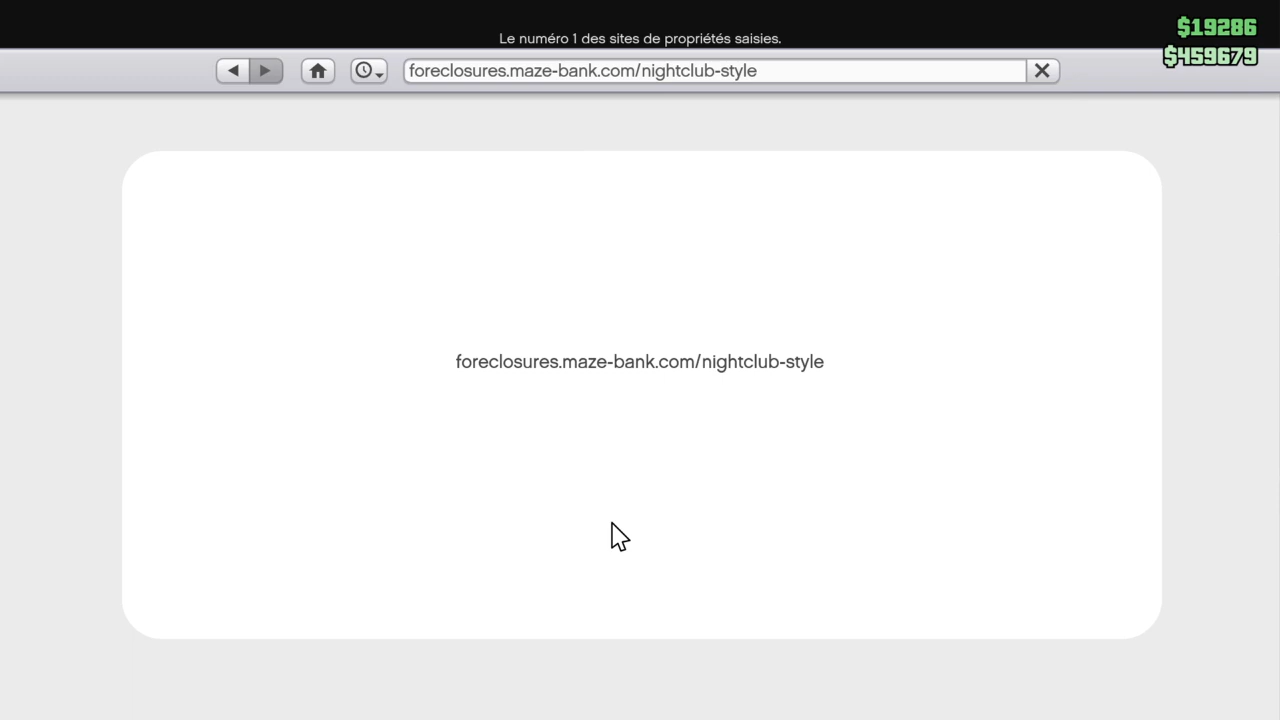 Le numéro 1 des sites de propriétés saisies.
$19286
$459679
foreclosures.maze-bank.com/nightclub-style
foreclosures.maze-bank.com/nightclub-style